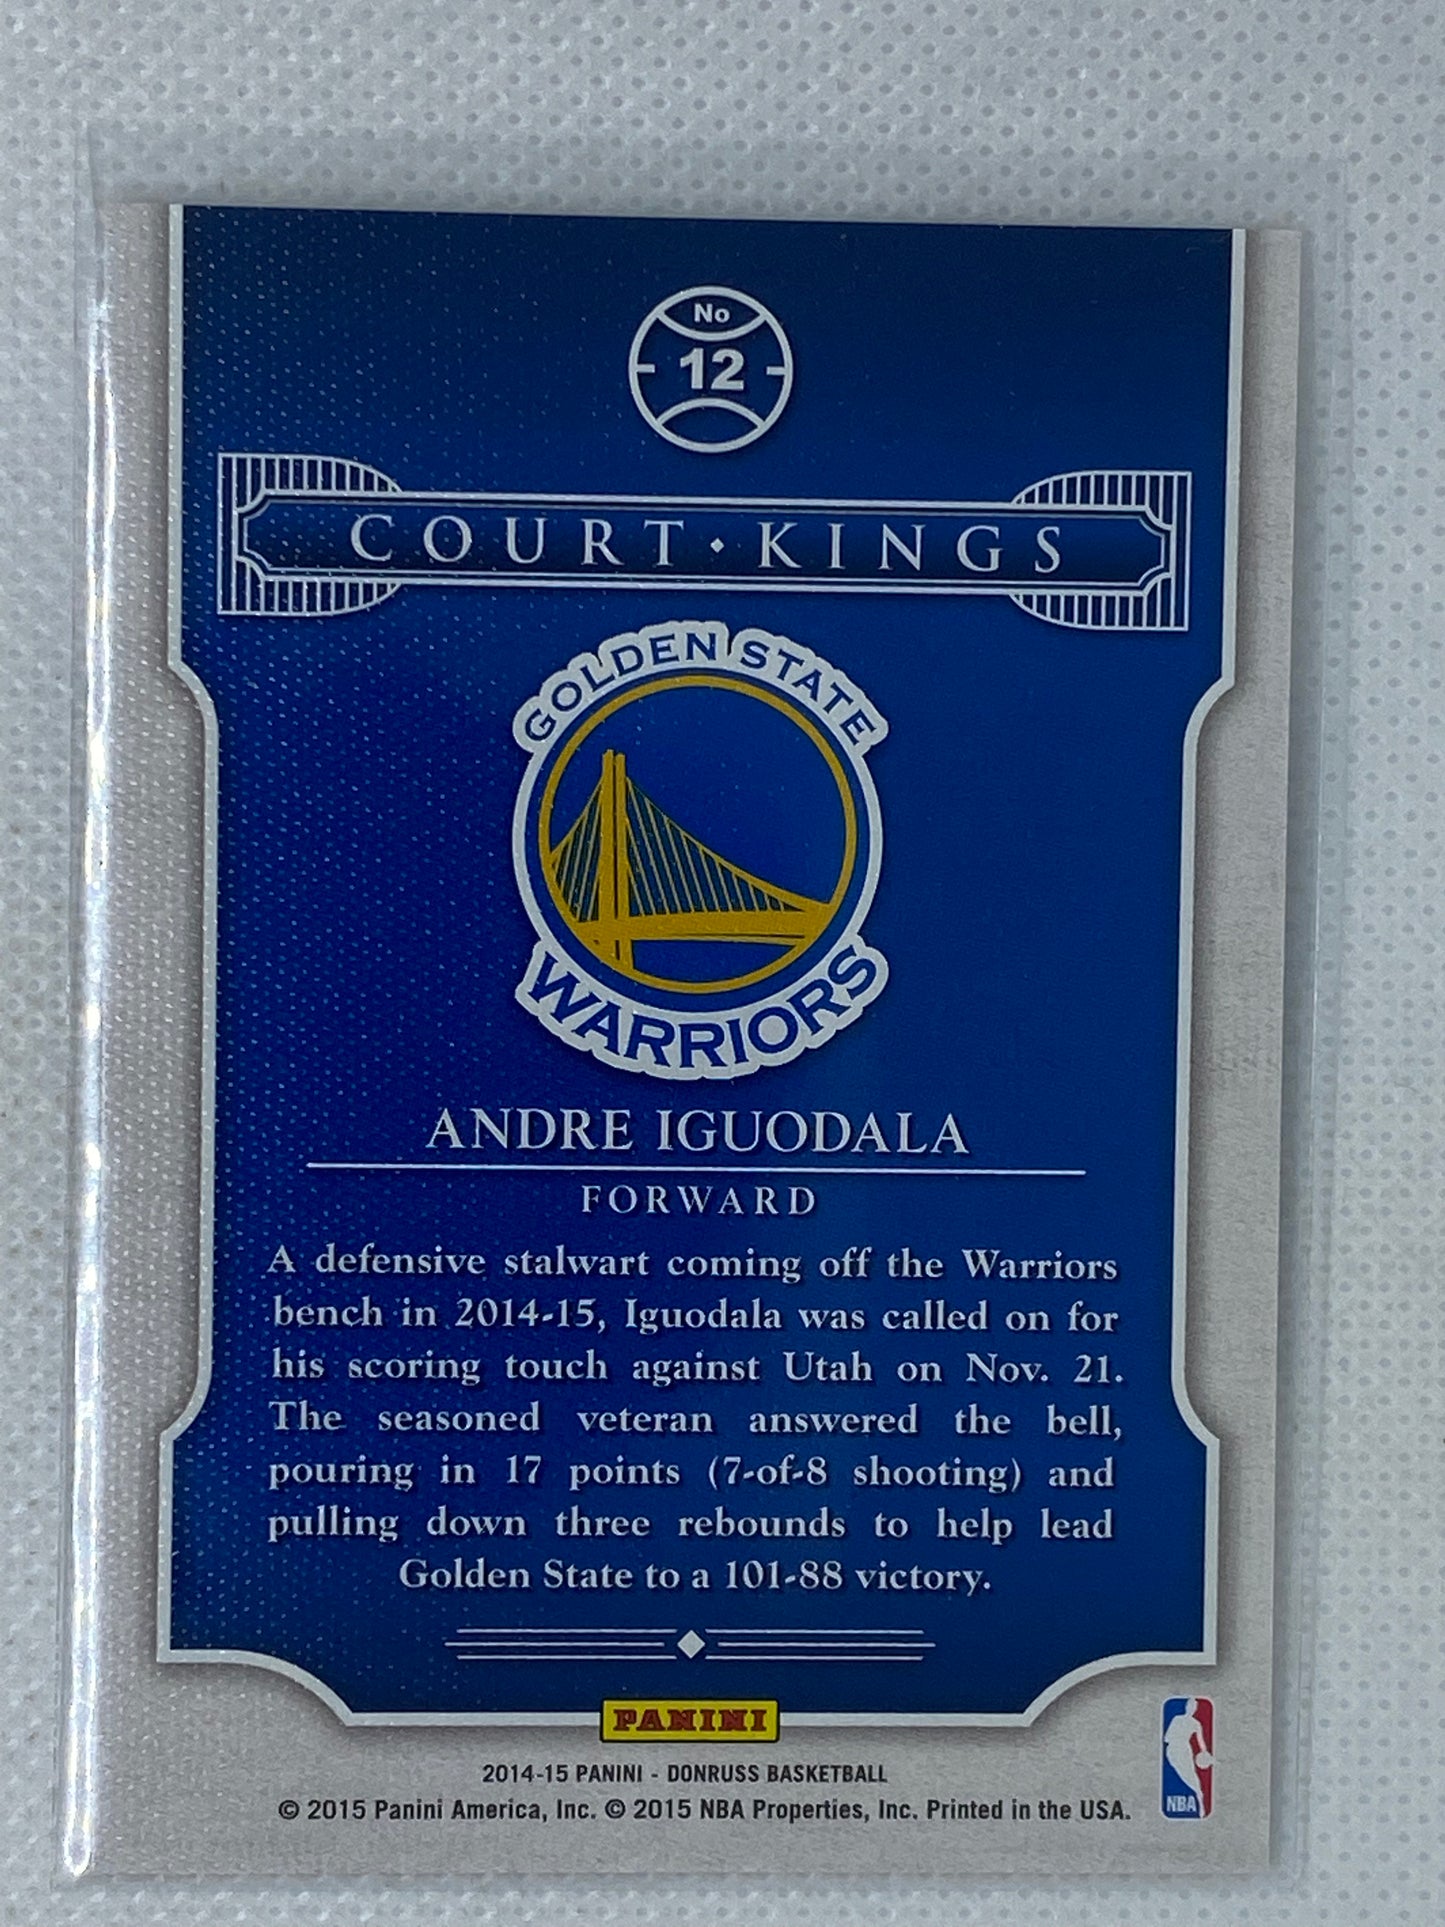 No
12
COURT · KINGS
GOLDEN STATE
WARRIORS
ANDRE IGUODALA
FORWARD
A defensive stalwart coming off the Warriors
bench in 2014-15, Iguodala was called on for
his scoring touch against Utah on Nov. 21.
The seasoned veteran answered the bell,
pouring in 17 points (7-of-8 shooting) and
pulling down three rebounds to help lead
Golden State to a 101-88 victory.
PANINI
2014-15 PANINI - DONRUSS BASKETBALL
© 2015 Panini America, Inc. © 2015 NBA Properties, Inc. Printed in the USA.
NBA